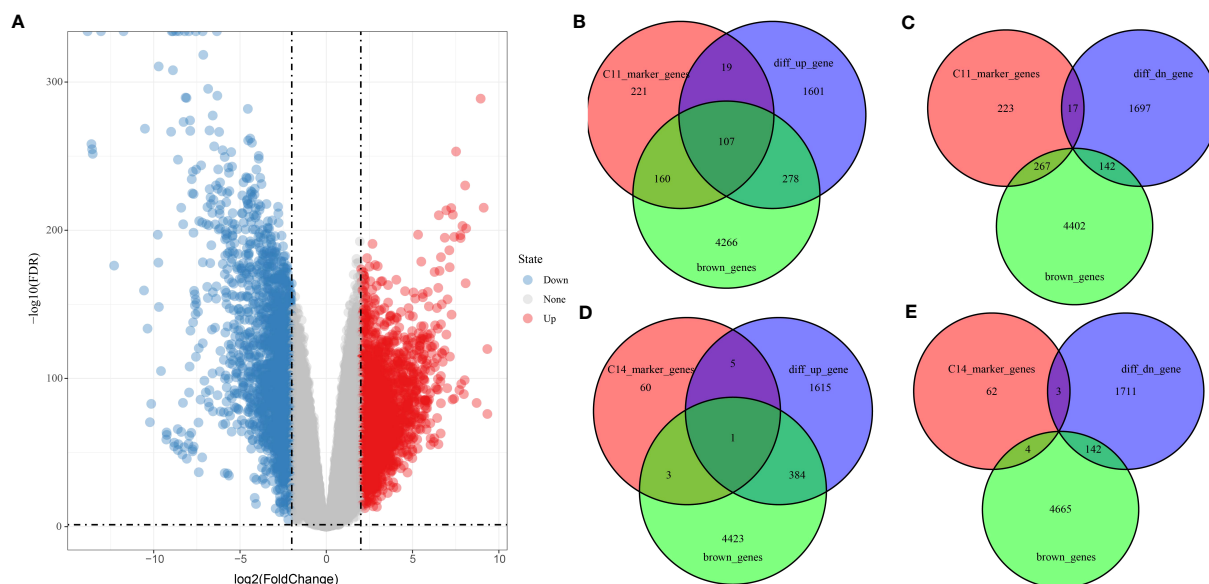 A
300
200
100
0
−log10(FDR)
−10
−5
0
5
10
log2(FoldChange)
State
Down
None
Up
B
C11_marker_genes
221
19
diff_up_gene
1601
107
160
278
4266
brown_genes
C
C11_marker_genes
223
17
diff_dn_gene
1697
267
142
4402
brown_genes
D
C14_marker_genes
60
5
diff_up_gene
1615
1
3
384
4423
brown_genes
E
C14_marker_genes
62
3
diff_dn_gene
1711
4
142
4665
brown_genes